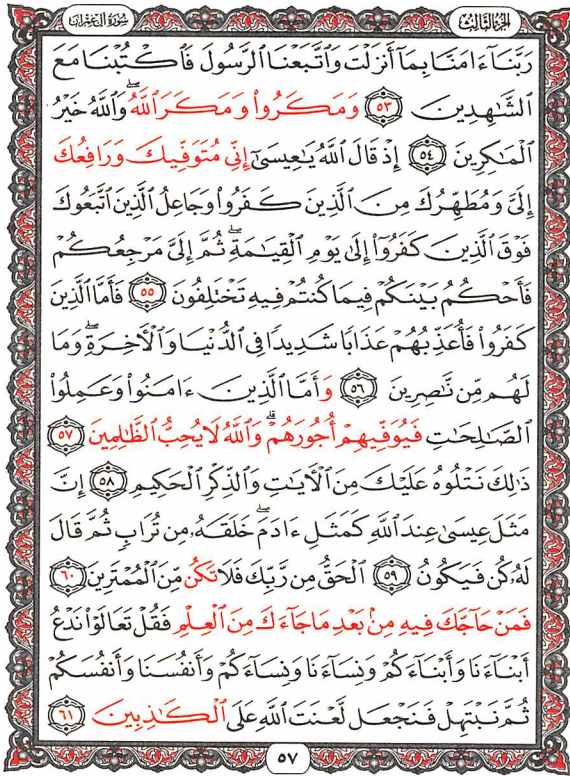 الجزء الثالث
سورة آل عمران
رَبَّنَآ ءَامَنَّا بِمَآ أَنزَلْتَ وَٱتَّبَعْنَا ٱلرَّسُولَ فَٱكْتُبْنَا مَعَ
ٱلشَّٰهِدِينَ ٥٣ وَمَكَرُوا۟ وَمَكَرَ ٱللَّهُ ۖ وَٱللَّهُ خَيْرُ
ٱلْمَٰكِرِينَ ٥٤ إِذْ قَالَ ٱللَّهُ يَٰعِيسَىٰٓ إِنِّى مُتَوَفِّيكَ وَرَافِعُكَ
إِلَىَّ وَمُطَهِّرُكَ مِنَ ٱلَّذِينَ كَفَرُوا۟ وَجَاعِلُ ٱلَّذِينَ ٱتَّبَعُوكَ
فَوْقَ ٱلَّذِينَ كَفَرُوٓا۟ إِلَىٰ يَوْمِ ٱلْقِيَٰمَةِ ۖ ثُمَّ إِلَىَّ مَرْجِعُكُمْ
فَأَحْكُمُ بَيْنَكُمْ فِيمَا كُنتُمْ فِيهِ تَخْتَلِفُونَ ٥٥ فَأَمَّا ٱلَّذِينَ
كَفَرُوا۟ فَأُعَذِّبُهُمْ عَذَابًا شَدِيدًا فِى ٱلدُّنْيَا وَٱلْءَاخِرَةِ ۖ وَمَا
لَهُم مِّن نَّٰصِرِينَ ٥٦ وَأَمَّا ٱلَّذِينَ ءَامَنُوا۟ وَعَمِلُوا۟
ٱلصَّٰلِحَٰتِ فَيُوَفِّيهِمْ أُجُورَهُمْ ۗ وَٱللَّهُ لَا يُحِبُّ ٱلظَّٰلِمِينَ ٥٧
ذَٰلِكَ نَتْلُوهُ عَلَيْكَ مِنَ ٱلْءَايَٰتِ وَٱلذِّكْرِ ٱلْحَكِيمِ ٥٨ إِنَّ
مَثَلَ عِيسَىٰ عِندَ ٱللَّهِ كَمَثَلِ ءَادَمَ ۖ خَلَقَهُۥ مِن تُرَابٍ ثُمَّ قَالَ
لَهُۥ كُن فَيَكُونُ ٥٩ ٱلْحَقُّ مِن رَّبِّكَ فَلَا تَكُن مِّنَ ٱلْمُمْتَرِينَ ٦٠
فَمَنْ حَآجَّكَ فِيهِ مِنۢ بَعْدِ مَا جَآءَكَ مِنَ ٱلْعِلْمِ فَقُلْ تَعَالَوْا۟ نَدْعُ
أَبْنَآءَنَا وَأَبْنَآءَكُمْ وَنِسَآءَنَا وَنِسَآءَكُمْ وَأَنفُسَنَا وَأَنفُسَكُمْ
ثُمَّ نَبْتَهِلْ فَنَجْعَل لَّعْنَتَ ٱللَّهِ عَلَى ٱلْكَٰذِبِينَ ٦١
٥٧